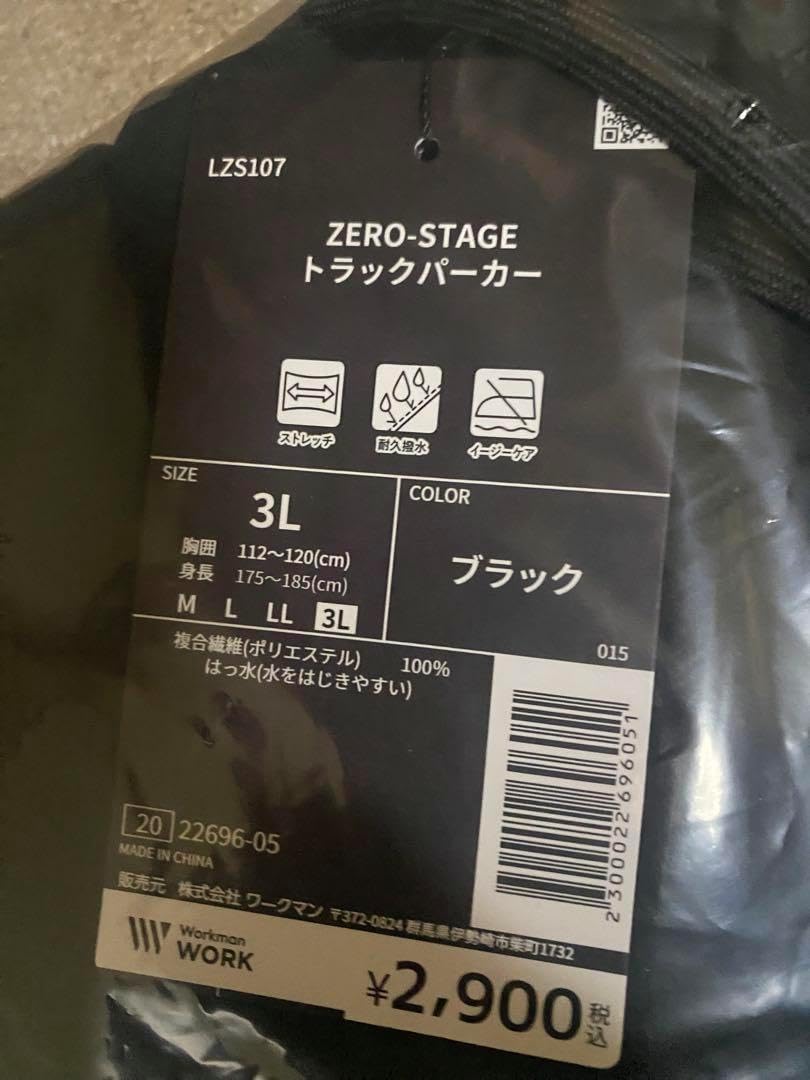 LZS107
ZERO-STAGE
トラックパーカー
ストレッチ
耐久撥水
イージーケア
SIZE
3L
胸囲 112～120(cm)
身長 175～185(cm)
M L LL 3L
COLOR
ブラック
015
複合繊維(ポリエステル) 100%
はっ水(水をはじきやすい)
2300022696051
20 22696-05
MADE IN CHINA
販売元 株式会社 ワークマン 〒372-0824 群馬県伊勢崎市柴町1732
Workman
WORK
¥2,900税込